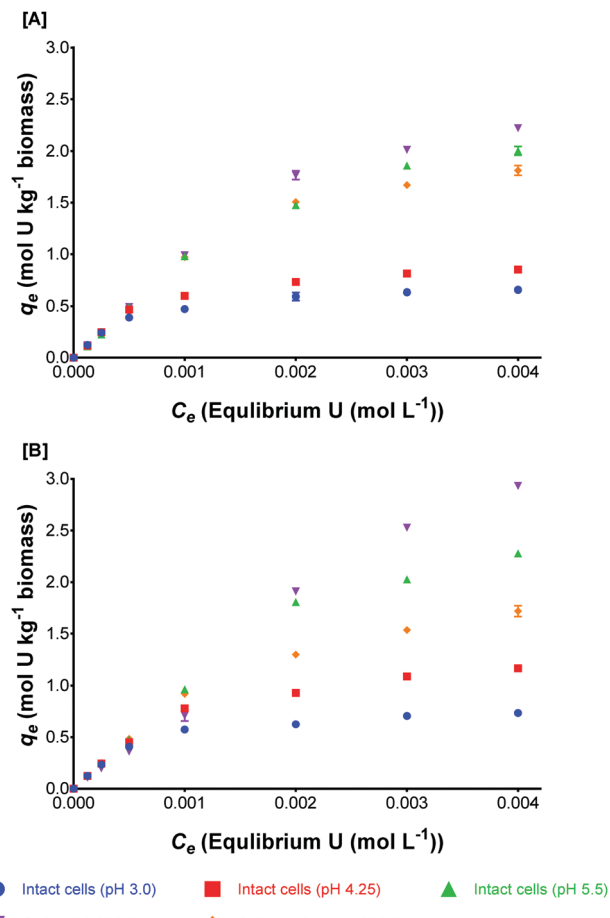 [A]
3.0
2.5
2.0
1.5
1.0
0.5
0.0
qe (mol U kg-1 biomass)
0.000 0.001 0.002 0.003 0.004
Ce (Equlibrium U (mol L-1))
[B]
3.0
2.5
2.0
1.5
1.0
0.5
0.0
qe (mol U kg-1 biomass)
0.000 0.001 0.002 0.003 0.004
Ce (Equlibrium U (mol L-1))
Intact cells (pH 3.0) Intact cells (pH 4.25) Intact cells (pH 5.5)